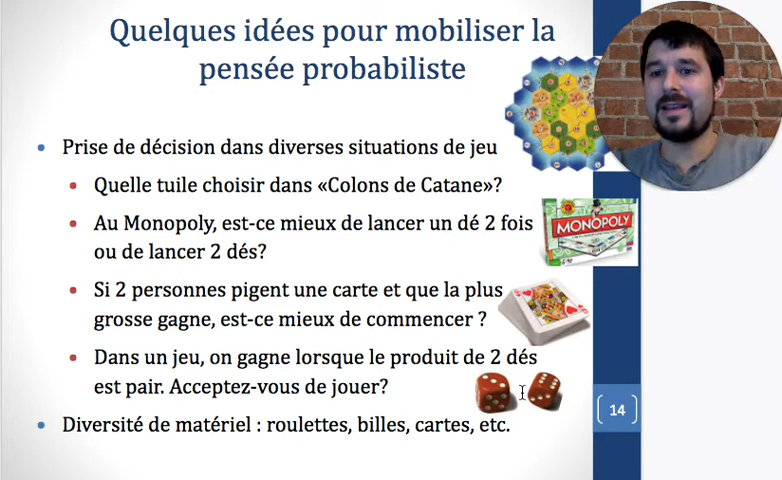 Quelques idées pour mobiliser la
pensée probabiliste
Prise de décision dans diverses situations de jeu
Quelle tuile choisir dans «Colons de Catane»?
Au Monopoly, est-ce mieux de lancer un dé 2 fois
ou de lancer 2 dés?
MONOPOLY
Si 2 personnes pigent une carte et que la plus
grosse gagne, est-ce mieux de commencer ?
Dans un jeu, on gagne lorsque le produit de 2 dés
est pair. Acceptez-vous de jouer?
14
Diversité de matériel : roulettes, billes, cartes, etc.